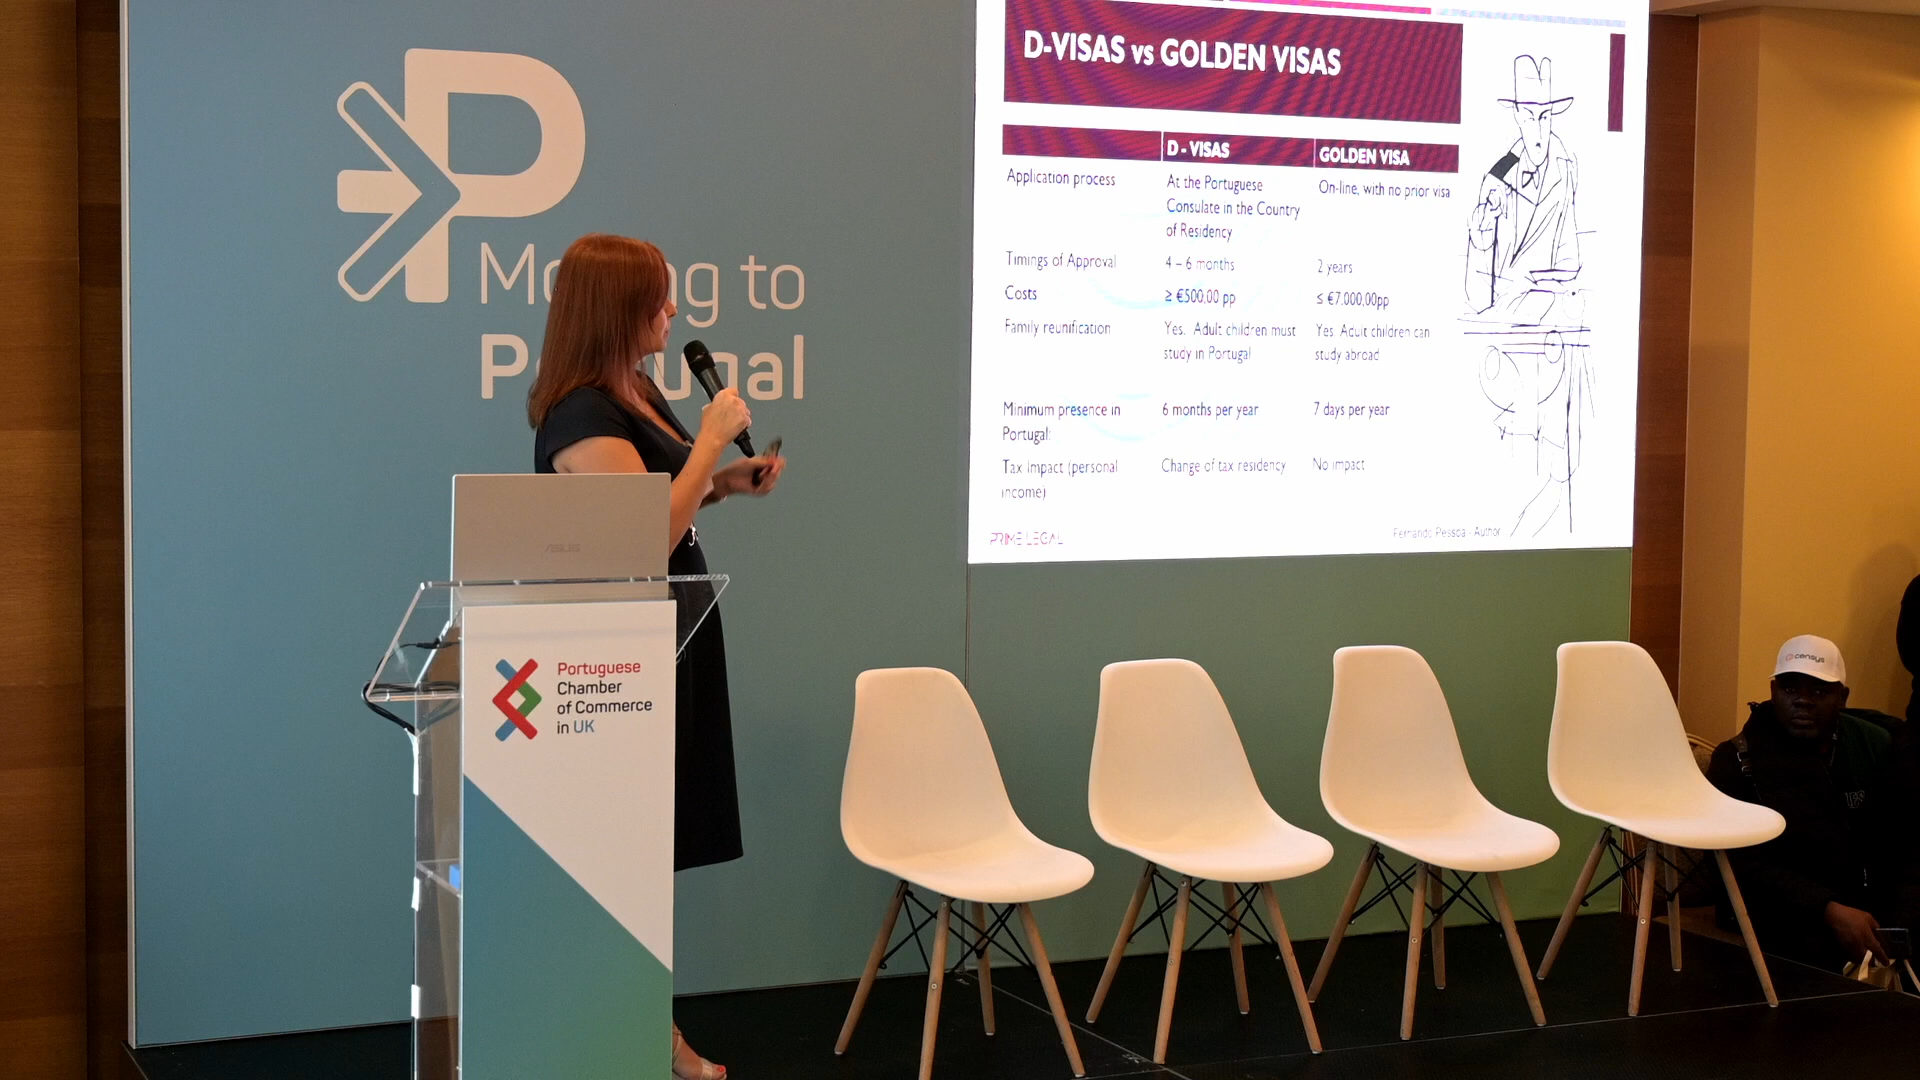 D-VISAS vs GOLDEN VISAS
D - VISAS
GOLDEN VISA
Application process
At the Portuguese
Consulate in the Country
of Residency
On-line, with no prior visa
Timings of Approval
4 – 6 months
2 years
Costs
≥ €500,00 pp
≤ €7.000,00pp
Family reunification
Yes. Adult children must
study in Portugal
Yes. Adult children can
study abroad
Minimum presence in
Portugal:
6 months per year
7 days per year
Tax Impact (personal
income)
Change of tax residency
No impact
PRIME LEGAL
Fernando Pessoa - Author
P
to
ASUS
Portuguese
Chamber
of Commerce
in UK
censys